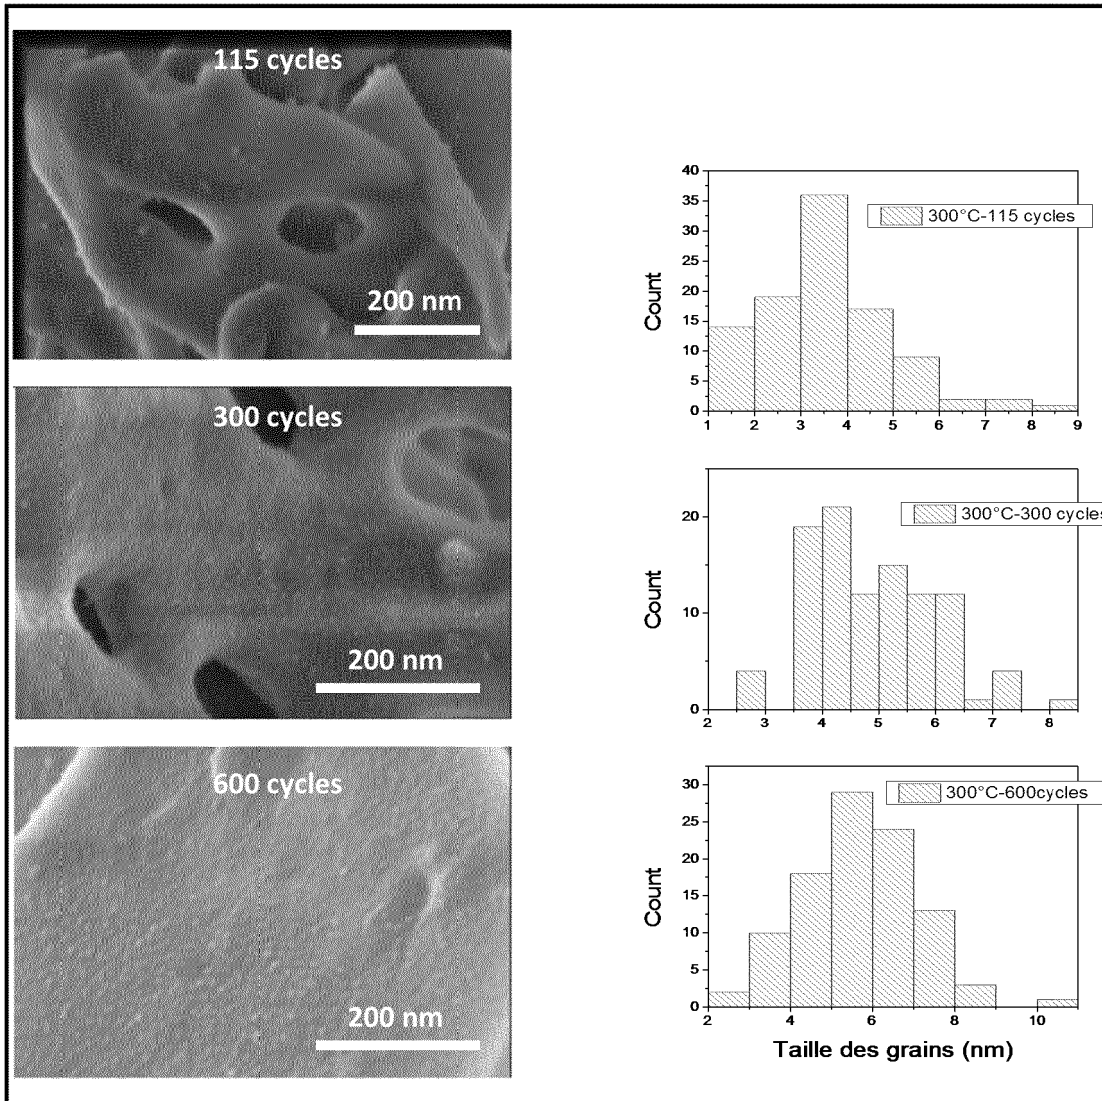 115 cycles
200 nm
300 cycles
200 nm
600 cycles
200 nm
40
35
30
25
20
15
10
5
0
Count
300°C-115 cycles
1 2 3 4 5 6 7 8 9
20
10
0
Count
300°C-300 cycles
2 3 4 5 6 7 8
30
25
20
15
10
5
0
Count
300°C-600cycles
2 4 6 8 10
Taille des grains (nm)